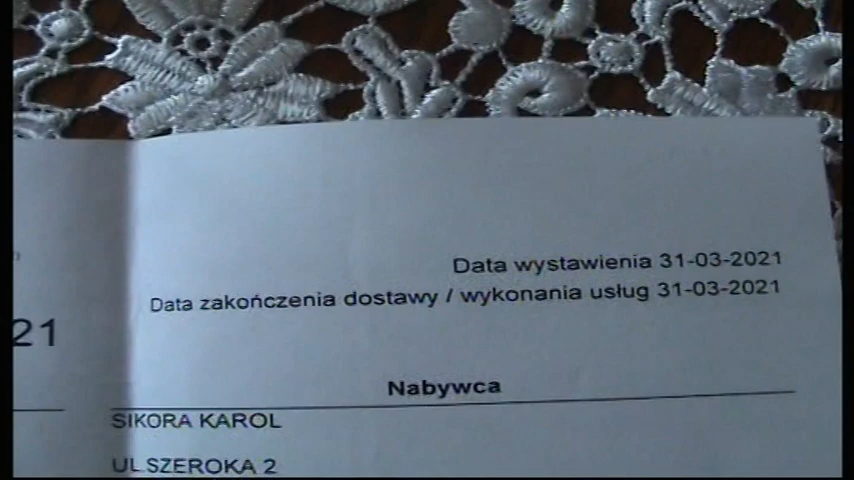 Data wystawienia 31-03-2021
Data zakończenia dostawy / wykonania usług 31-03-2021
21
Nabywca
SIKORA KAROL
UL SZEROKA 2